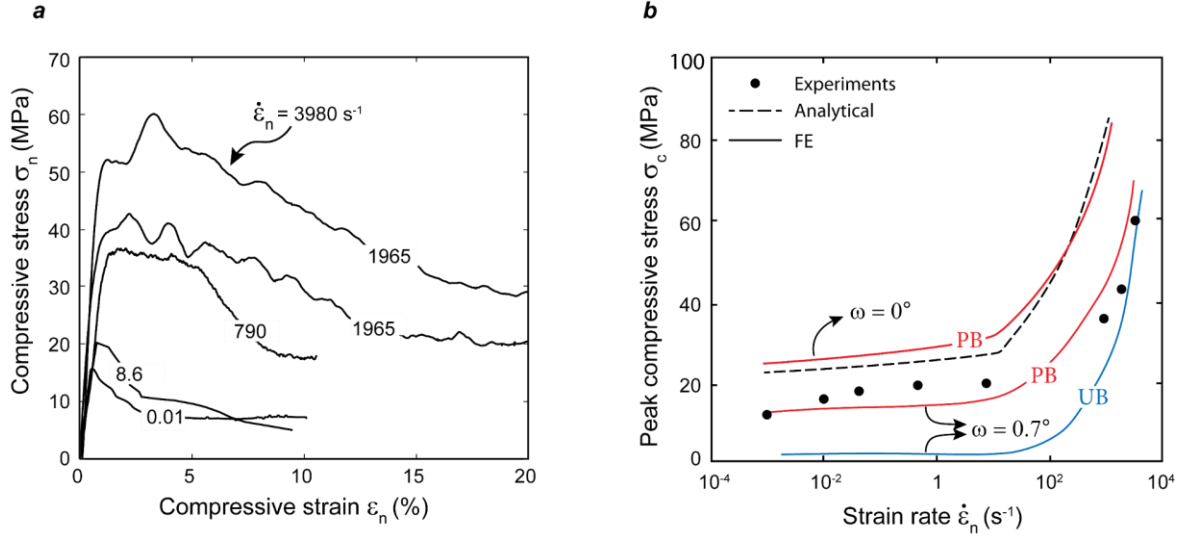 a
70
60
50
40
30
20
10
0
Compressive stress σn (MPa)
ε̇n = 3980 s-1
1965
1965
790
8.6
0.01
0
5
10
15
20
Compressive strain εn (%)
b
100
80
60
40
20
0
Peak compressive stress σc (MPa)
Experiments
Analytical
FE
ω = 0°
PB
PB
UB
ω = 0.7°
10-4
10-2
1
102
104
Strain rate ε̇n (s-1)